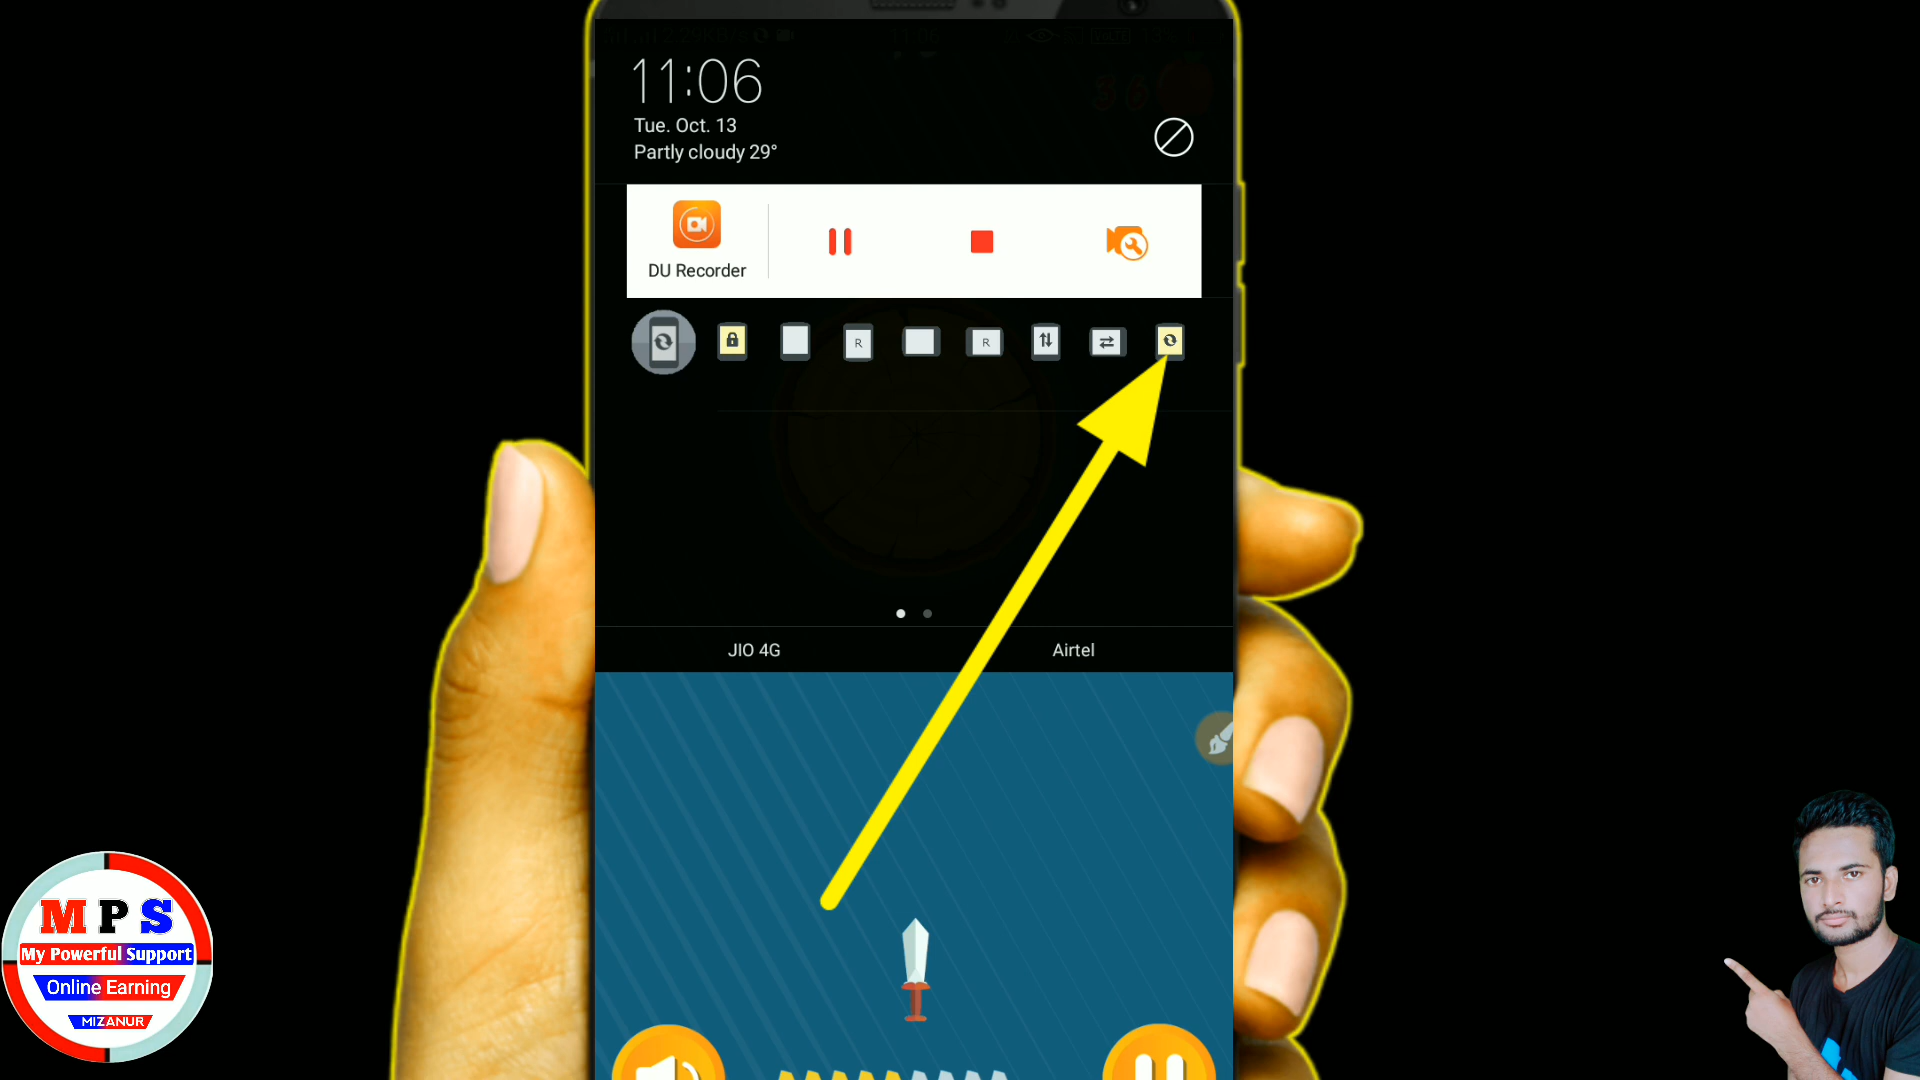 11:06
Tue. Oct. 13
Partly cloudy 29°
DU Recorder
R
R
JIO 4G
Airtel
M P S
My Powerful Support
Online Earning
MIZANUR